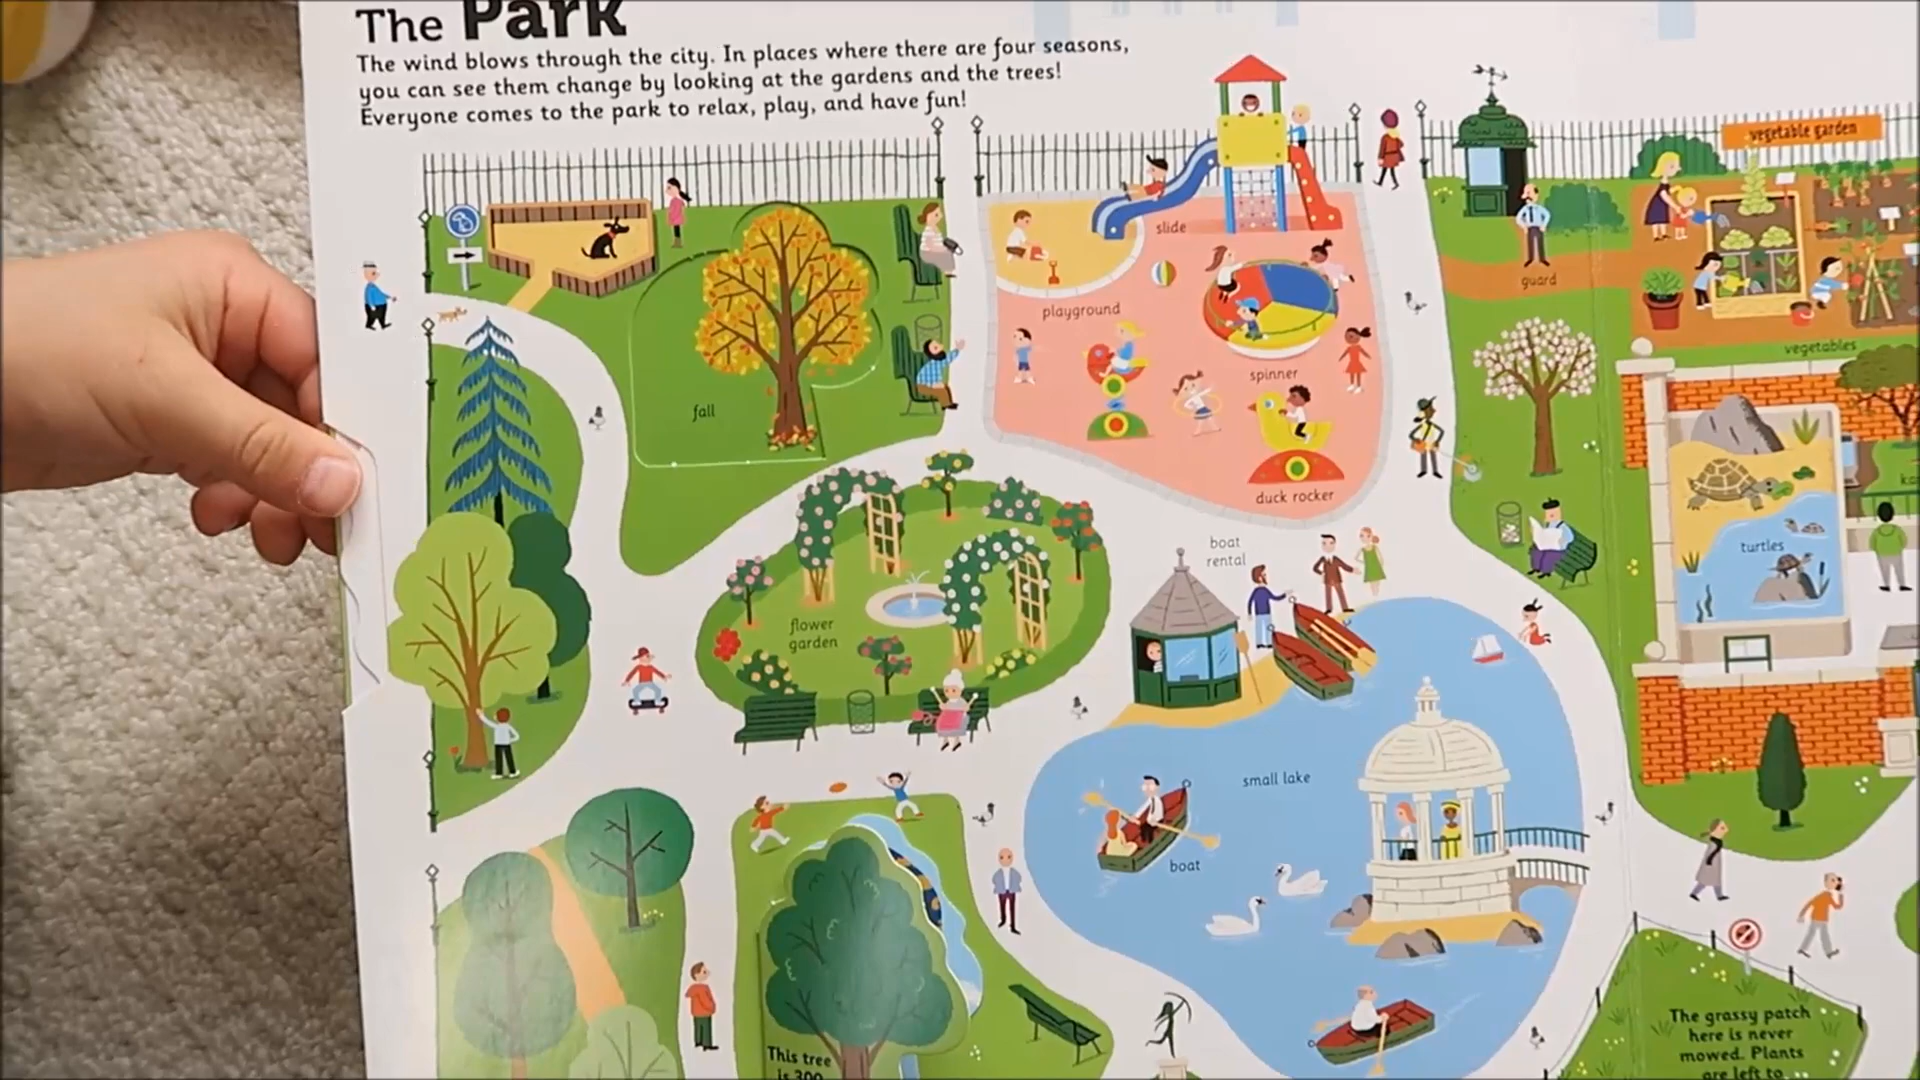 The Park
The wind blows through the city. In places where there are four seasons,
you can see them change by looking at the gardens and the trees!
Everyone comes to the park to relax, play, and have fun!
vegetable garden
slide
guard
playground
vegetables
spinner
fall
duck rocker
boat
rental
turtles
flower
garden
small lake
boat
The grassy patch
here is never
mowed. Plants
are left to
This tree
is 300